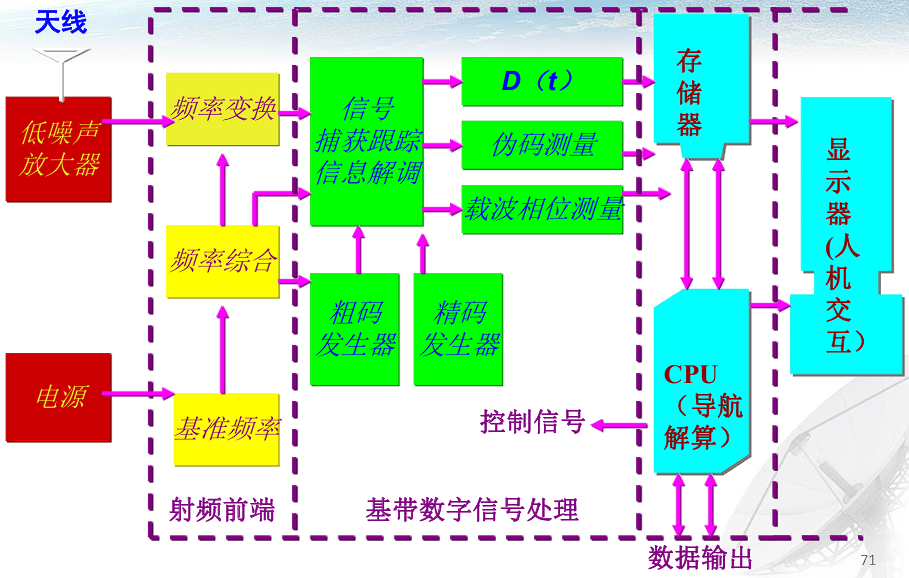 天线
低噪声
放大器
电源
频率变换
频率综合
基准频率
射频前端
信号
捕获跟踪
信息解调
粗码
发生器
精码
发生器
D（t）
伪码测量
载波相位测量
控制信号
基带数字信号处理
存
储
器
CPU
（导航
解算）
数据输出
显
示
器
(人
机
交
互）
71